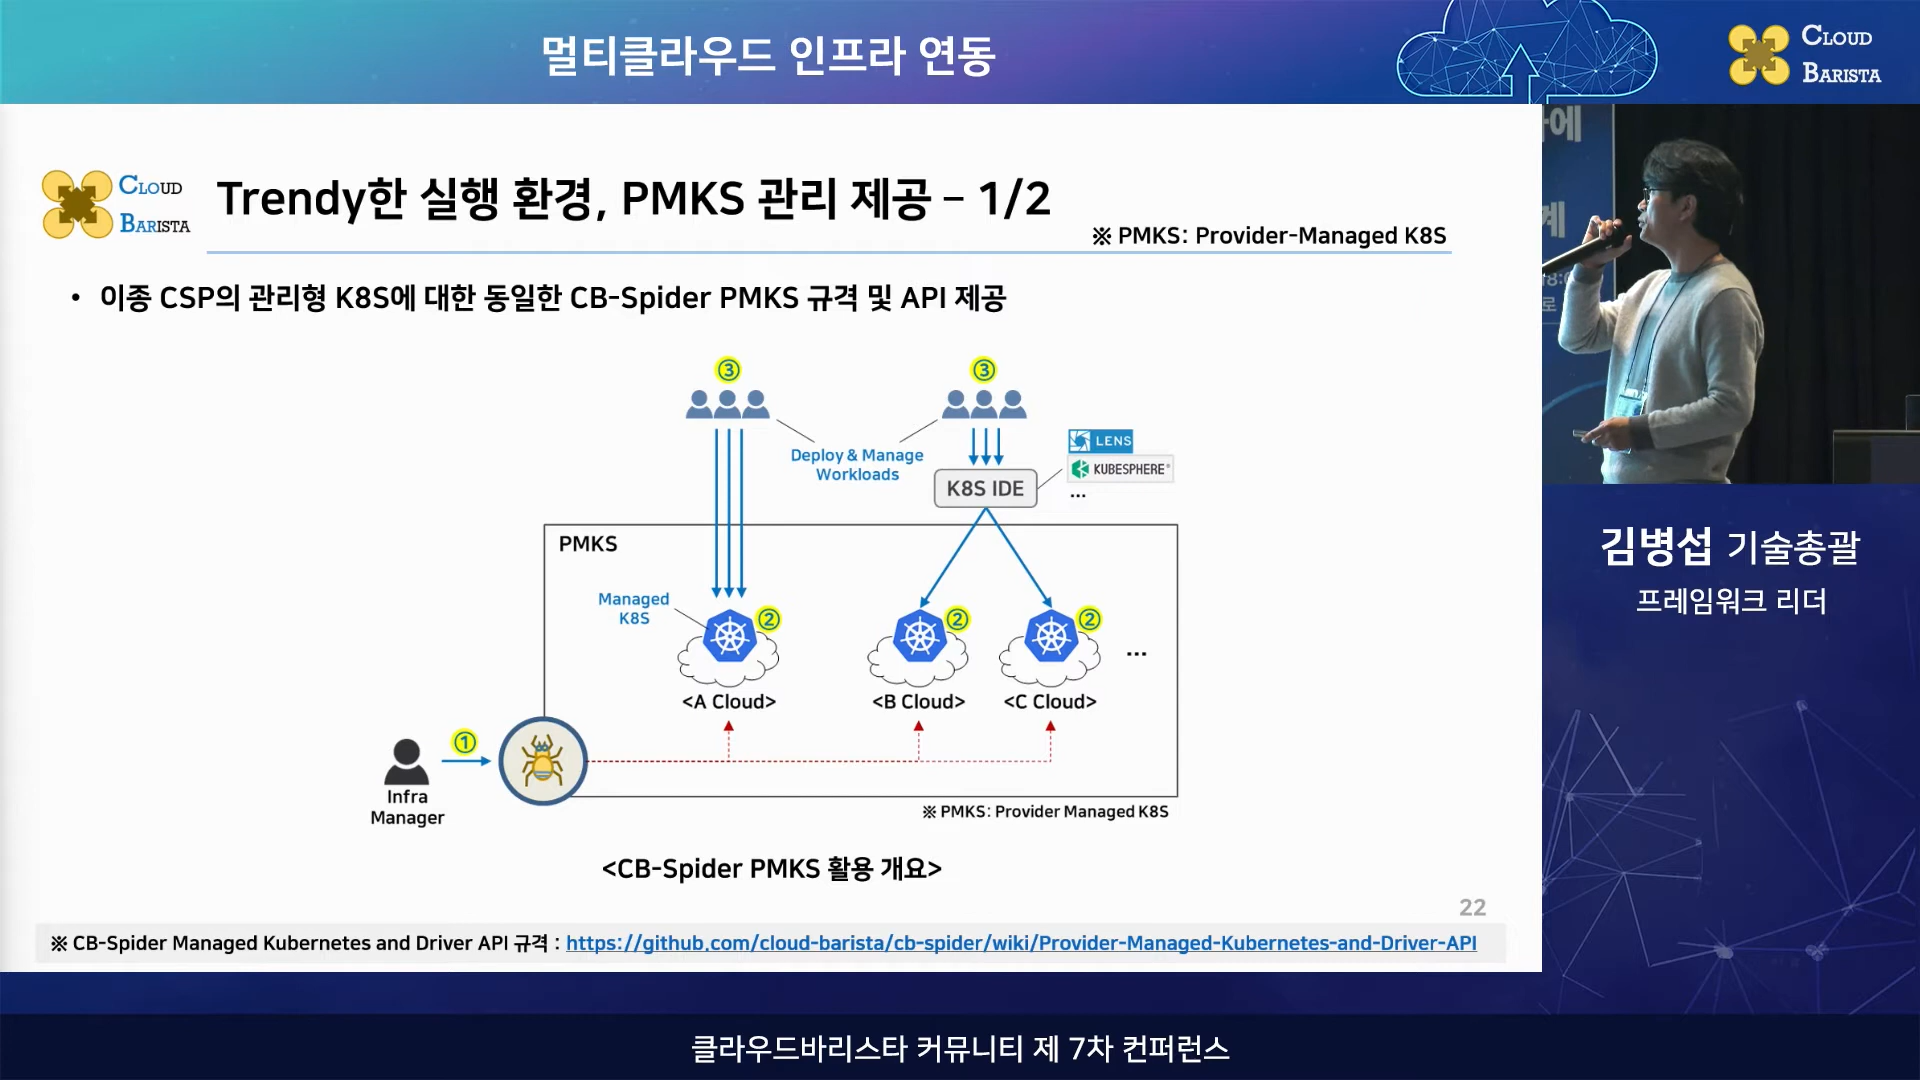 멀티클라우드 인프라 연동
CLOUD
BARISTA
CLOUD
BARISTA
Trendy한 실행 환경, PMKS 관리 제공 – 1/2
※ PMKS: Provider-Managed K8S
• 이종 CSP의 관리형 K8S에 대한 동일한 CB-Spider PMKS 규격 및 API 제공
③
③
Deploy & Manage
Workloads
LENS
KUBESPHERE
...
K8S IDE
PMKS
Managed
K8S
②
②
②
...
<A Cloud>
<B Cloud>
<C Cloud>
①
Infra
Manager
※ PMKS: Provider Managed K8S
<CB-Spider PMKS 활용 개요>
22
※ CB-Spider Managed Kubernetes and Driver API 규격 : https://github.com/cloud-barista/cb-spider/wiki/Provider-Managed-Kubernetes-and-Driver-API
김병섭 기술총괄
프레임워크 리더
클라우드바리스타 커뮤니티 제 7차 컨퍼런스